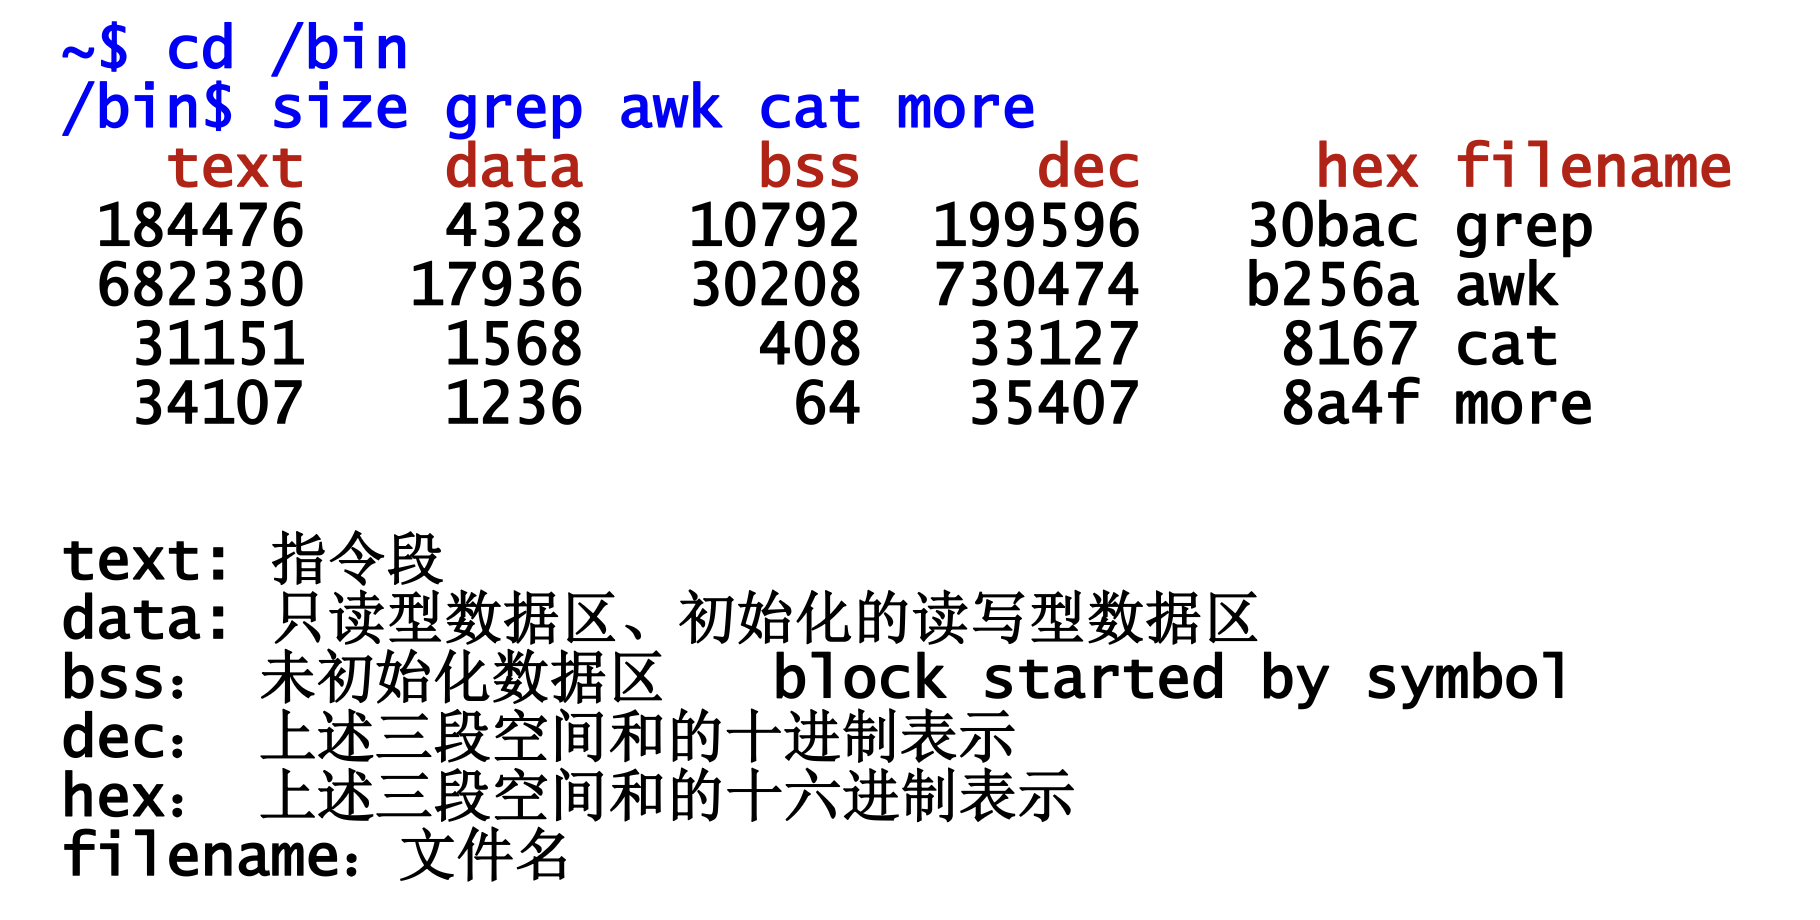 ~$ cd /bin
/bin$ size grep awk cat more
text data bss dec hex filename
184476 4328 10792 199596 30bac grep
682330 17936 30208 730474 b256a awk
31151 1568 408 33127 8167 cat
34107 1236 64 35407 8a4f more
text: 指令段
data: 只读型数据区、初始化的读写型数据区
bss: 未初始化数据区 block started by symbol
dec: 上述三段空间和的十进制表示
hex: 上述三段空间和的十六进制表示
filename: 文件名